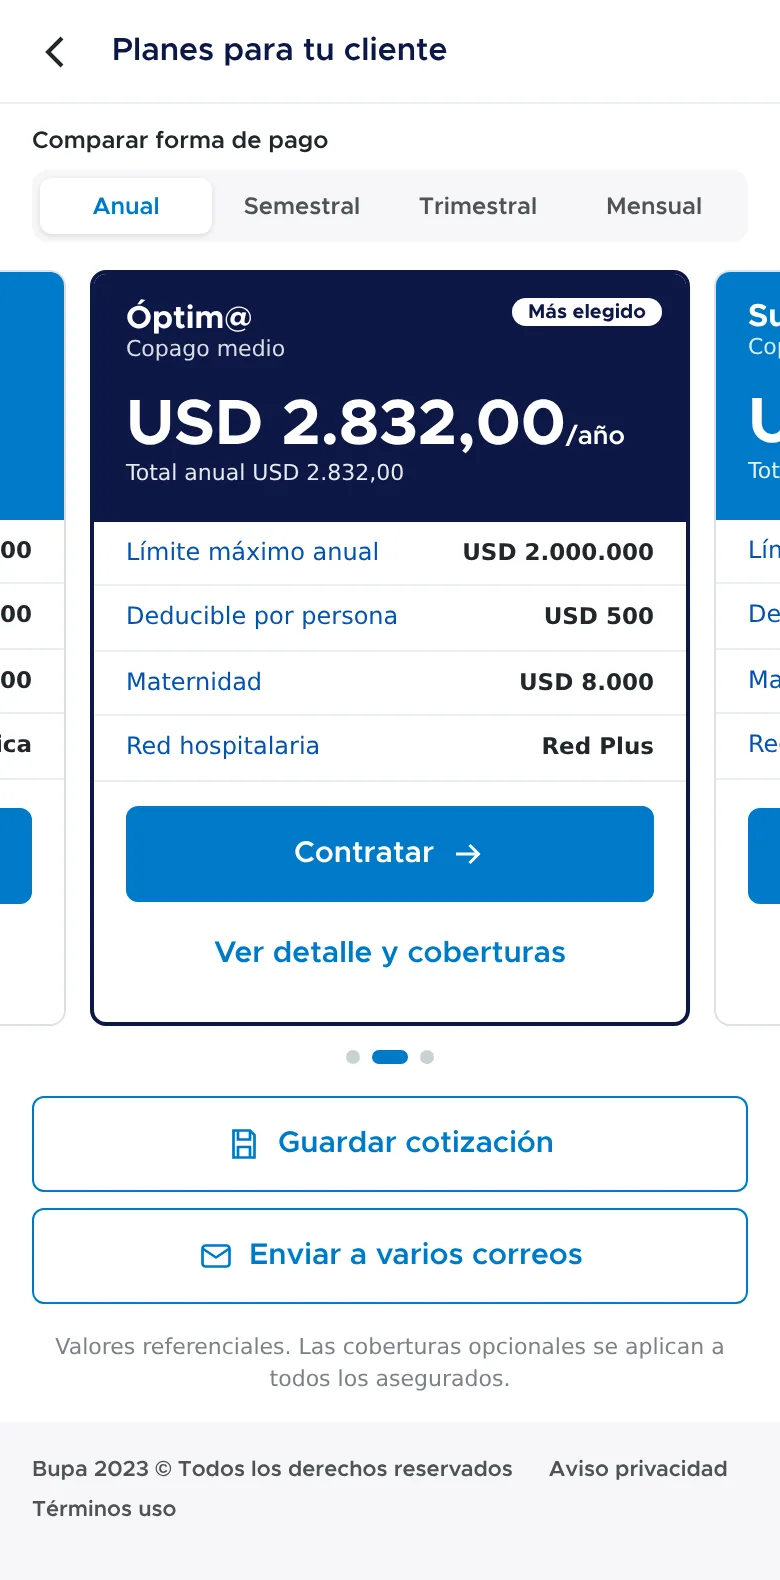 Planes para tu cliente
Comparar forma de pago
Anual Semestral Trimestral Mensual
Óptim@
Más elegido
Copago medio
USD 2.832,00/año
Total anual USD 2.832,00
Límite máximo anual USD 2.000.000
Deducible por persona USD 500
Maternidad USD 8.000
Red hospitalaria Red Plus
Contratar →
Ver detalle y coberturas
Guardar cotización
Enviar a varios correos
Valores referenciales. Las coberturas opcionales se aplican a
todos los asegurados.
Bupa 2023 © Todos los derechos reservados Aviso privacidad
Términos uso